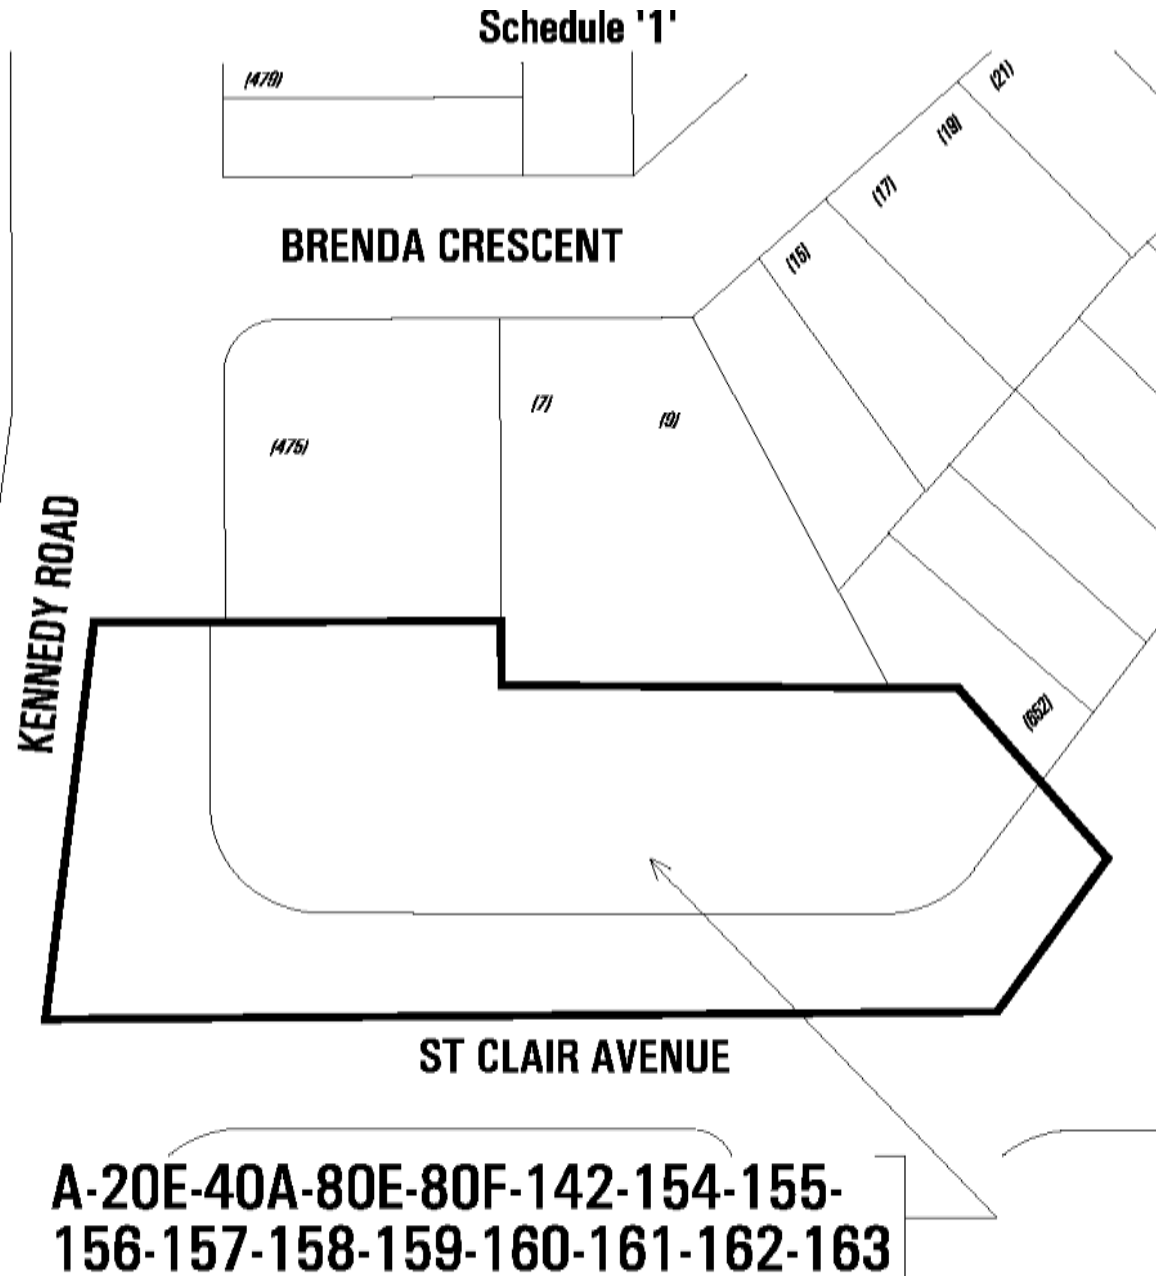 Schedule '1'
(479)
(21)
(19)
(17)
BRENDA CRESCENT
(15)
(7)
(9)
(475)
KENNEDY ROAD
(652)
ST CLAIR AVENUE
A-20E-40A-80E-80F-142-154-155-
156-157-158-159-160-161-162-163